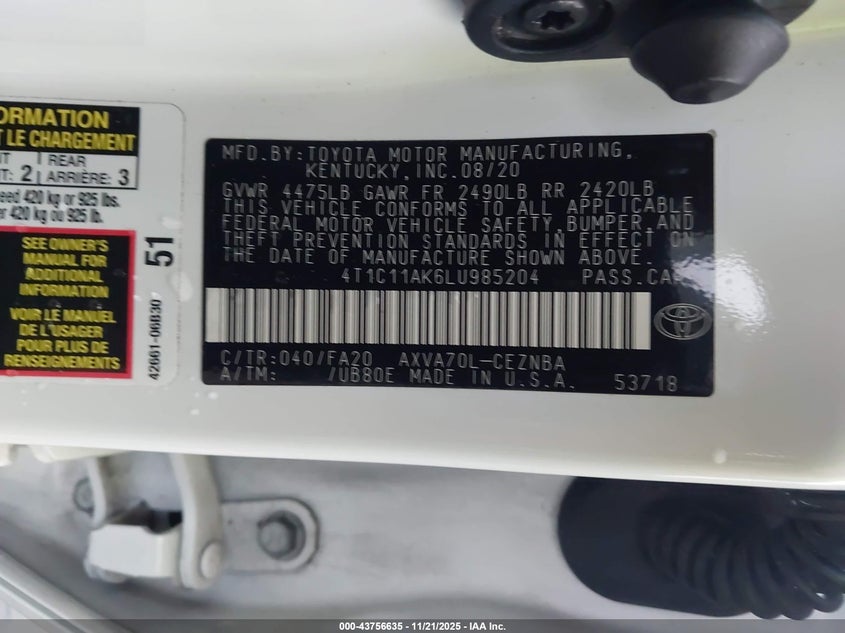 ORMATION
T LE CHARGEMENT
NT REAR
NT: 2 ARRIÈRE: 3
eed 420 kg or 925 lbs.
er 420 kg ou 925 lb.
SEE OWNER'S
MANUAL FOR
ADDITIONAL
INFORMATION
VOIR LE MANUEL
DE L'USAGER
POUR PLUS DE
RENSEIGNEMENTS
51
42661-06B30
MFD.BY:TOYOTA MOTOR MANUFACTURING,
KENTUCKY,INC.08/20
GVWR 4475LB GAWR FR 2490LB RR 2420LB
THIS VEHICLE CONFORMS TO ALL APPLICABLE
FEDERAL MOTOR VEHICLE SAFETY,BUMPER,AND
THEFT PREVENTION STANDARDS IN EFFECT ON
THE DATE OF MANUFACTURE SHOWN ABOVE.
4T1C11AK6LU985204 PASS.CAR
C/TR:040/FA20 AXVA70L-CEZNBA
A/TM: /UB80E MADE IN U.S.A. 53718
000-43756635 - 11/21/2025 - IAA Inc.